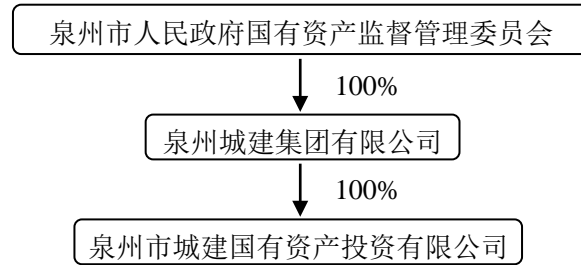 泉州市人民政府国有资产监督管理委员会
100%
泉州城建集团有限公司
100%
泉州市城建国有资产投资有限公司